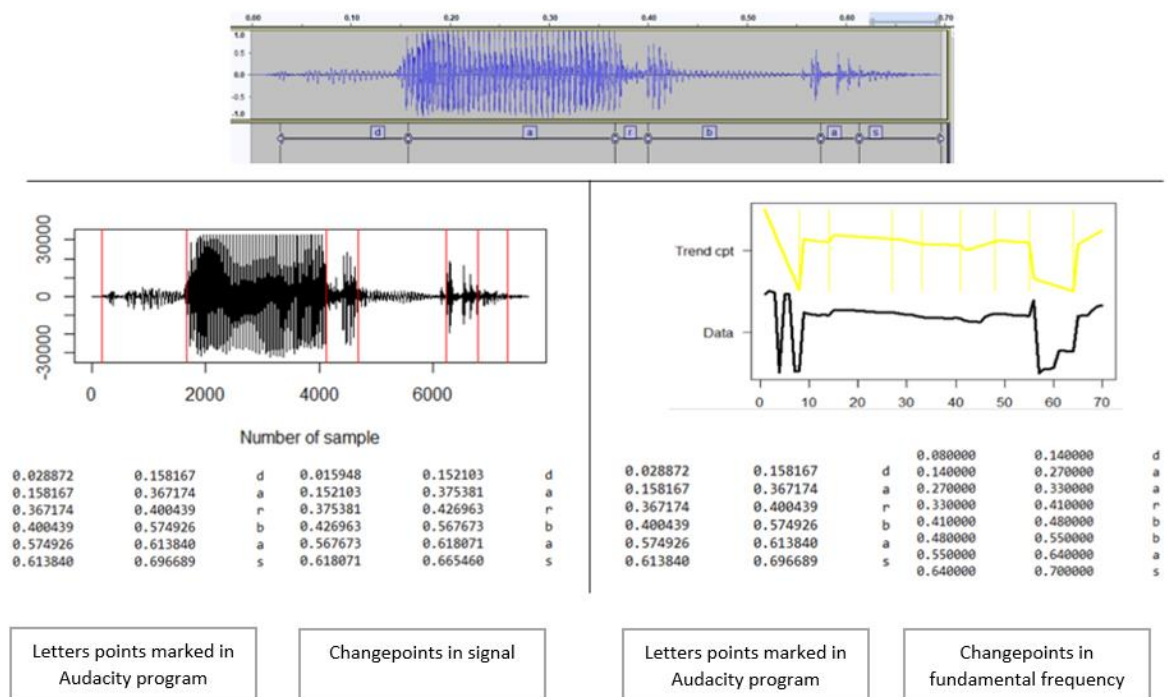 0.00 0.10 0.20 0.30 0.40 0.50 0.60 0.70
1.0
0.5
0.0
-0.5
-1.0
d a r b a s
30000
0
-30000
0 2000 4000 6000
Number of sample
0.028872 0.158167 d 0.015948 0.152103 d
0.158167 0.367174 a 0.152103 0.375381 a
0.367174 0.400439 r 0.375381 0.426963 r
0.400439 0.574926 b 0.426963 0.567673 b
0.574926 0.613840 a 0.567673 0.618071 a
0.613840 0.696689 s 0.618071 0.665460 s
Letters points marked in
Audacity program
Changepoints in signal
Trend cpt
Data
0 10 20 30 40 50 60 70
0.028872 0.158167 d
0.158167 0.367174 a
0.367174 0.400439 r
0.400439 0.574926 b
0.574926 0.613840 a
0.613840 0.696689 s
0.080000 0.140000 d
0.140000 0.270000 a
0.270000 0.330000 a
0.330000 0.410000 r
0.410000 0.480000 b
0.480000 0.550000 b
0.550000 0.640000 a
0.640000 0.700000 s
Letters points marked in
Audacity program
Changepoints in
fundamental frequency